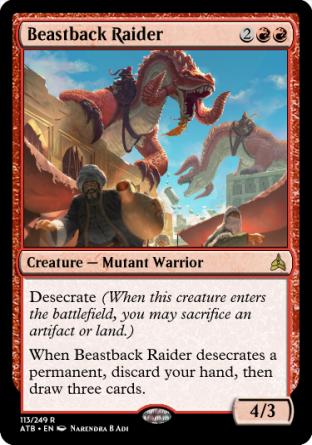 Beastback Raider 2
Creature — Mutant Warrior
Desecrate (When this creature enters
the battlefield, you may sacrifice an
artifact or land.)
When Beastback Raider desecrates a
permanent, discard your hand, then
draw three cards.
4/3
113/249 R
ATB • EN Narendra B Adi